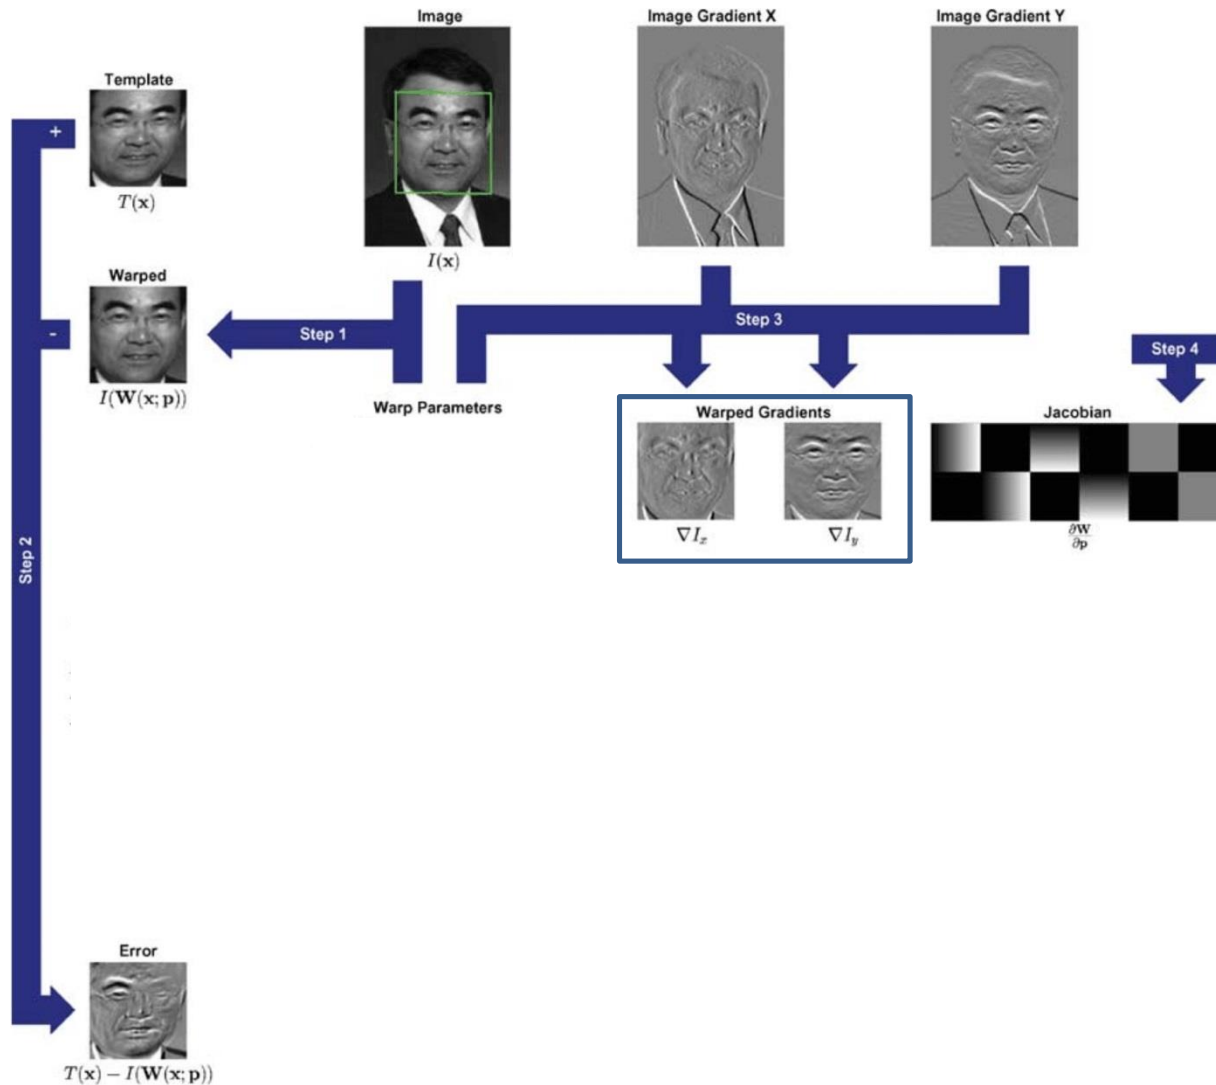 Image
Image Gradient X
Image Gradient Y
Template
+
T(x)
I(x)
Warped
-
Step 1
Step 3
Step 4
I(W(x; p))
Warp Parameters
Warped Gradients
Jacobian
∇I_x
∇I_y
∂W
∂p
Step 2
Error
T(x) − I(W(x; p))